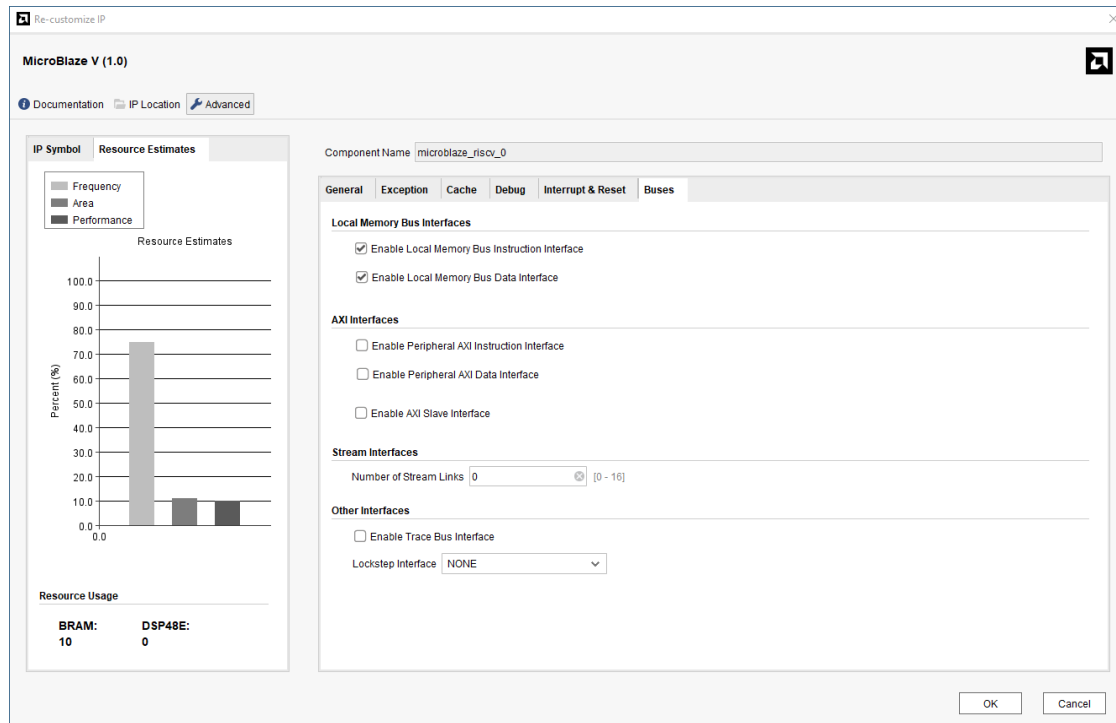 Re-customize IP
MicroBlaze V (1.0)
Documentation IP Location Advanced
IP Symbol Resource Estimates
Frequency
Area
Performance
Resource Estimates
100.0
90.0
80.0
70.0
60.0
50.0
40.0
30.0
20.0
10.0
0.0
0.0
Percent (%)
Resource Usage
BRAM: DSP48E:
10 0
Component Name microblaze_riscv_0
General Exception Cache Debug Interrupt & Reset Buses
Local Memory Bus Interfaces
Enable Local Memory Bus Instruction Interface
Enable Local Memory Bus Data Interface
AXI Interfaces
Enable Peripheral AXI Instruction Interface
Enable Peripheral AXI Data Interface
Enable AXI Slave Interface
Stream Interfaces
Number of Stream Links 0 [0 - 16]
Other Interfaces
Enable Trace Bus Interface
Lockstep Interface NONE
OK Cancel